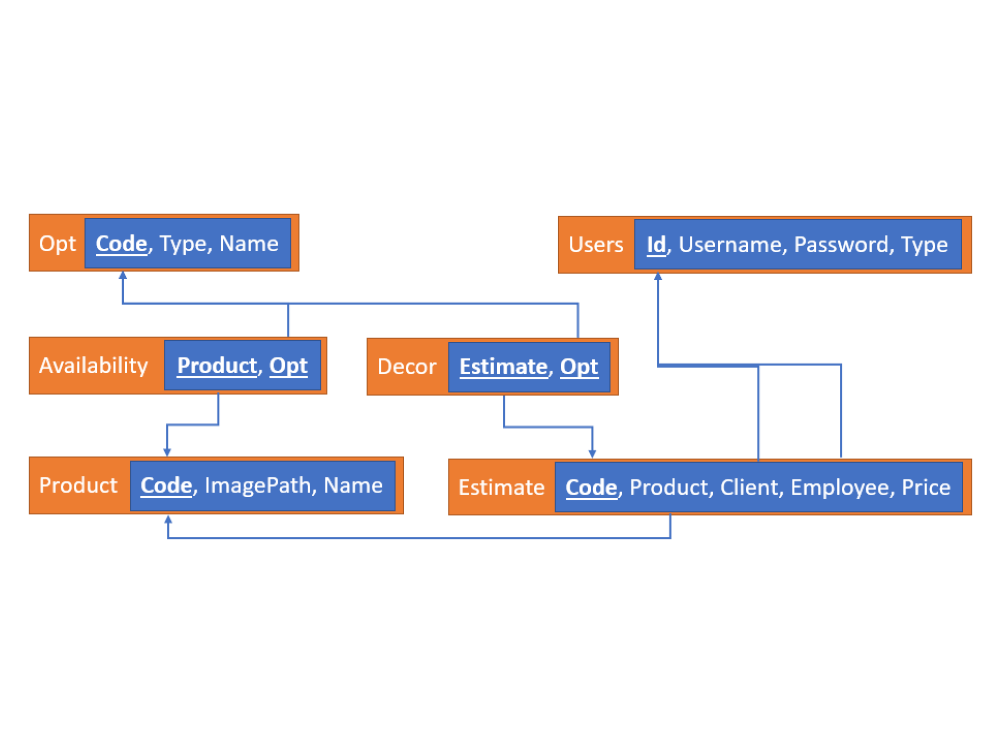 Opt Code, Type, Name
Users Id, Username, Password, Type
Availability Product, Opt
Decor Estimate, Opt
Product Code, ImagePath, Name
Estimate Code, Product, Client, Employee, Price